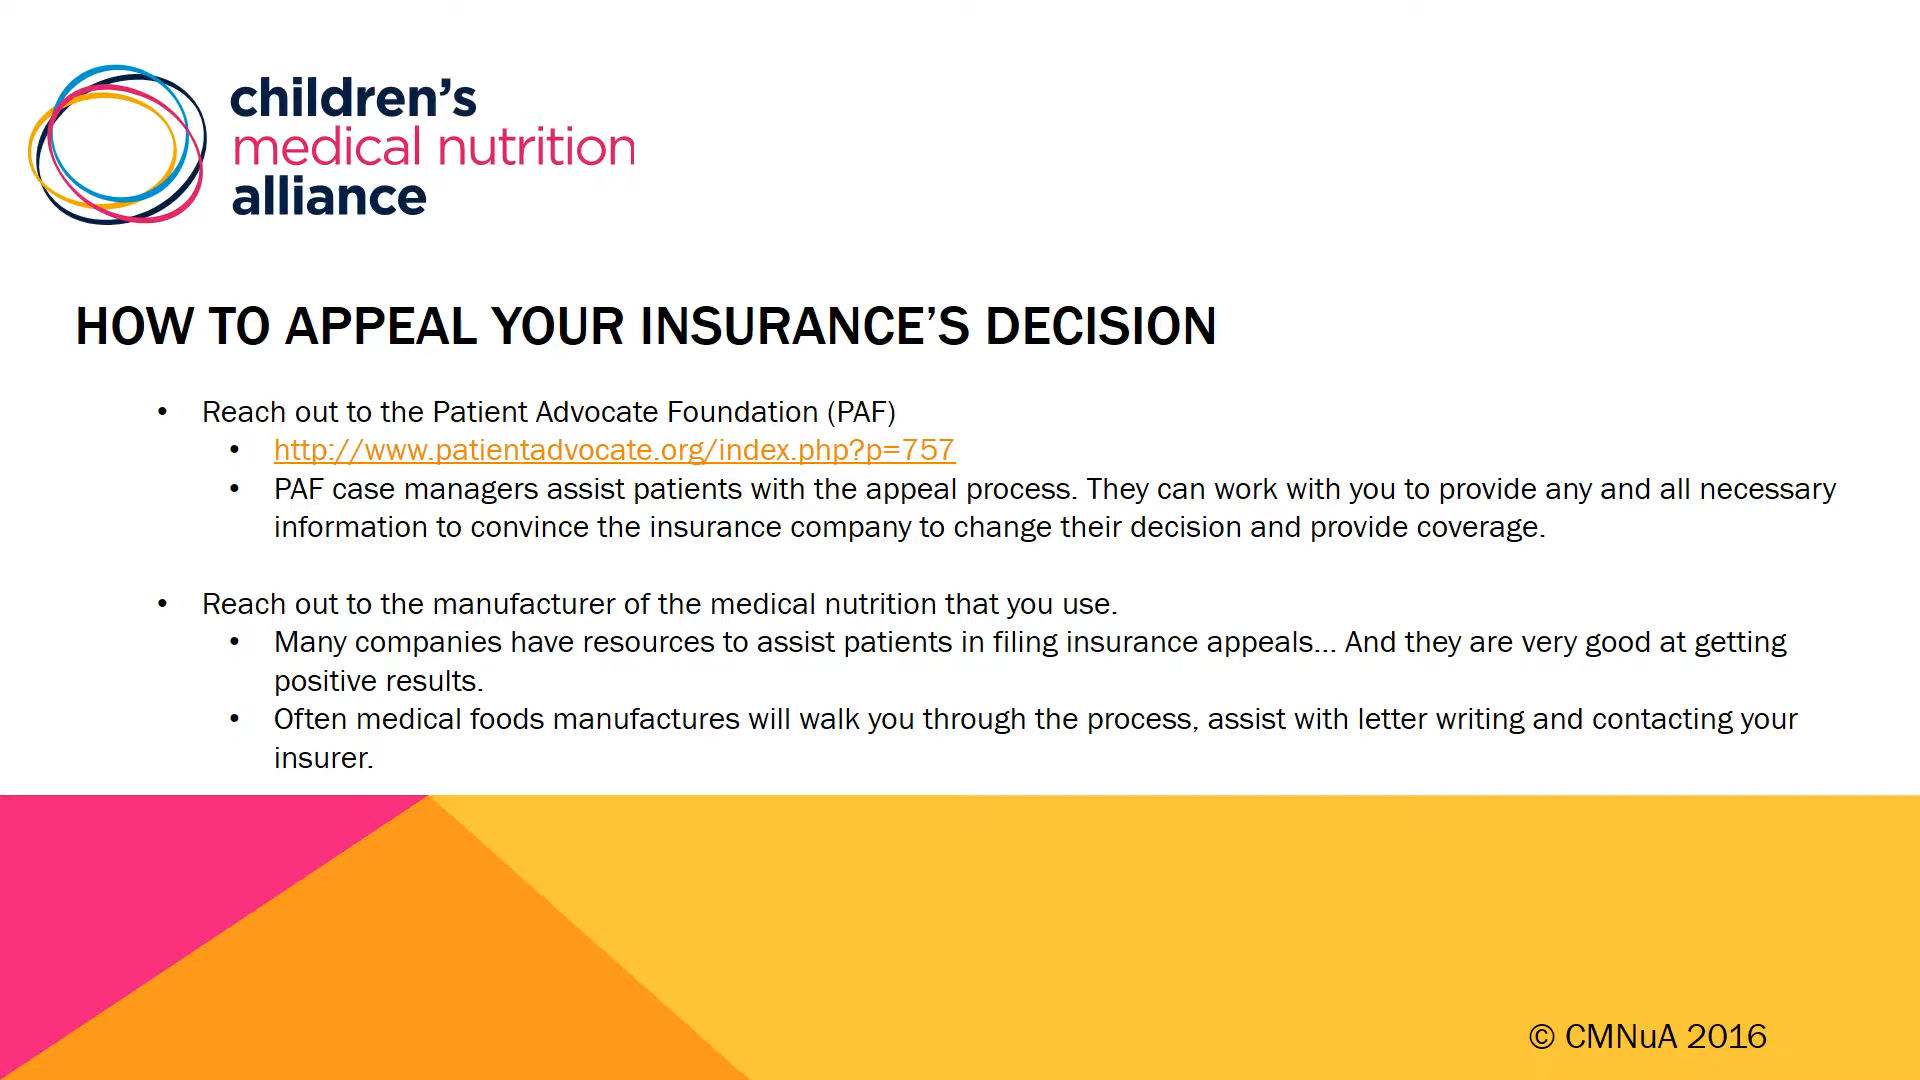 children's
medical nutrition
alliance
HOW TO APPEAL YOUR INSURANCE’S DECISION
• Reach out to the Patient Advocate Foundation (PAF)
• http://www.patientadvocate.org/index.php?p=757
• PAF case managers assist patients with the appeal process. They can work with you to provide any and all necessary
information to convince the insurance company to change their decision and provide coverage.
• Reach out to the manufacturer of the medical nutrition that you use.
• Many companies have resources to assist patients in filing insurance appeals... And they are very good at getting
positive results.
• Often medical foods manufactures will walk you through the process, assist with letter writing and contacting your
insurer.
© CMNuA 2016